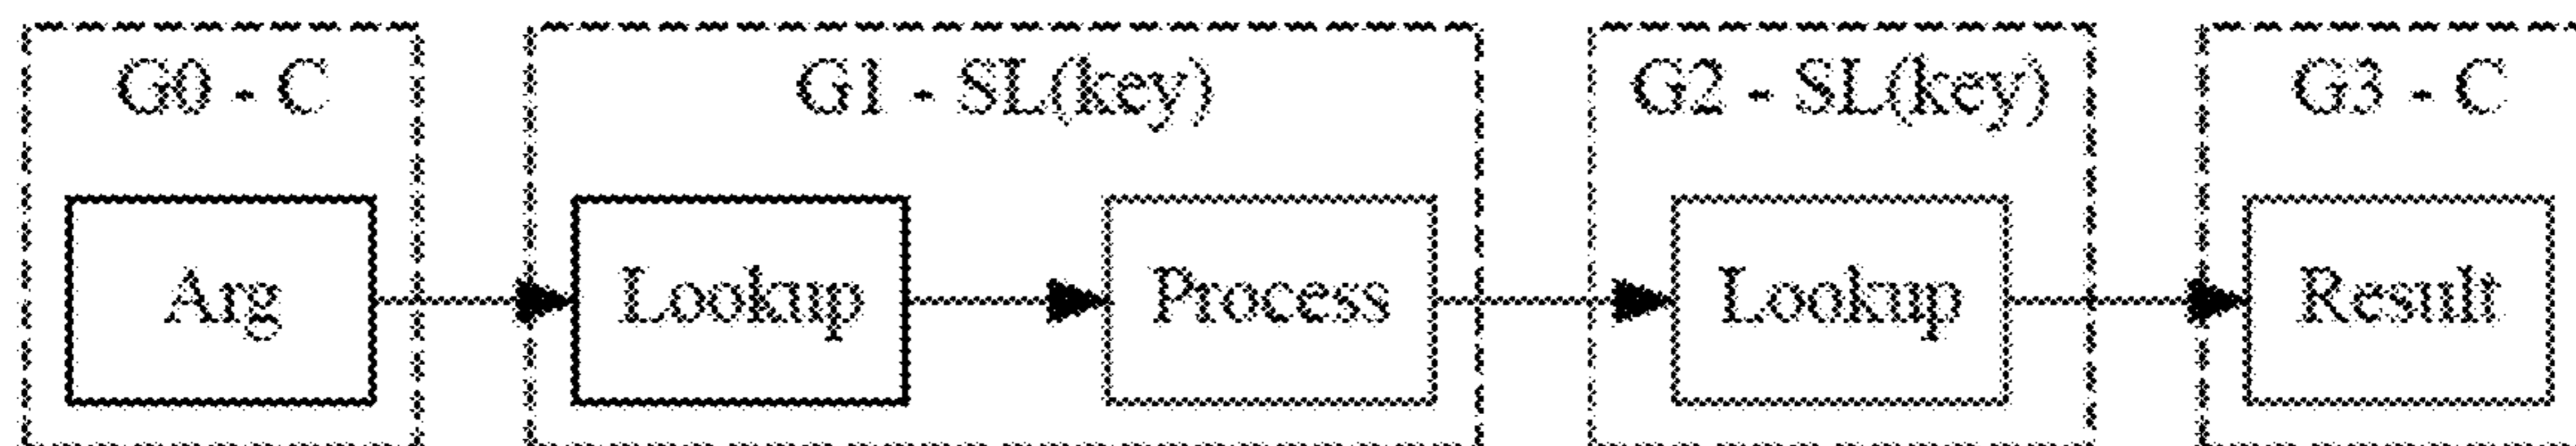 G0 - C
G1 - SL(key)
G2 - SL(key)
G3 - C
Arg
Lookup
Process
Lookup
Result